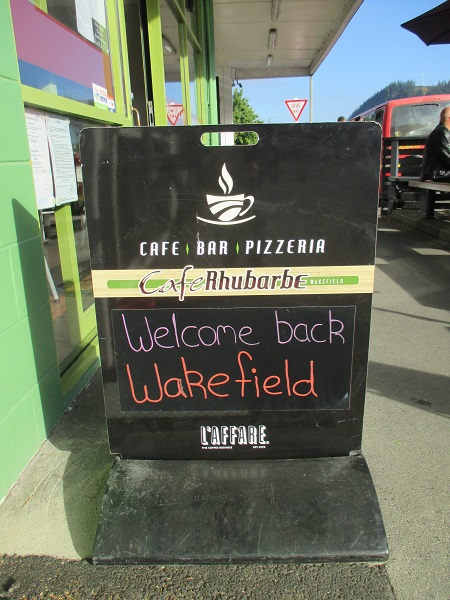 CAFE BAR PIZZERIA
CafeRhubarbe WAKEFIELD
Welcome back
Wakefield
L'AFFARE.